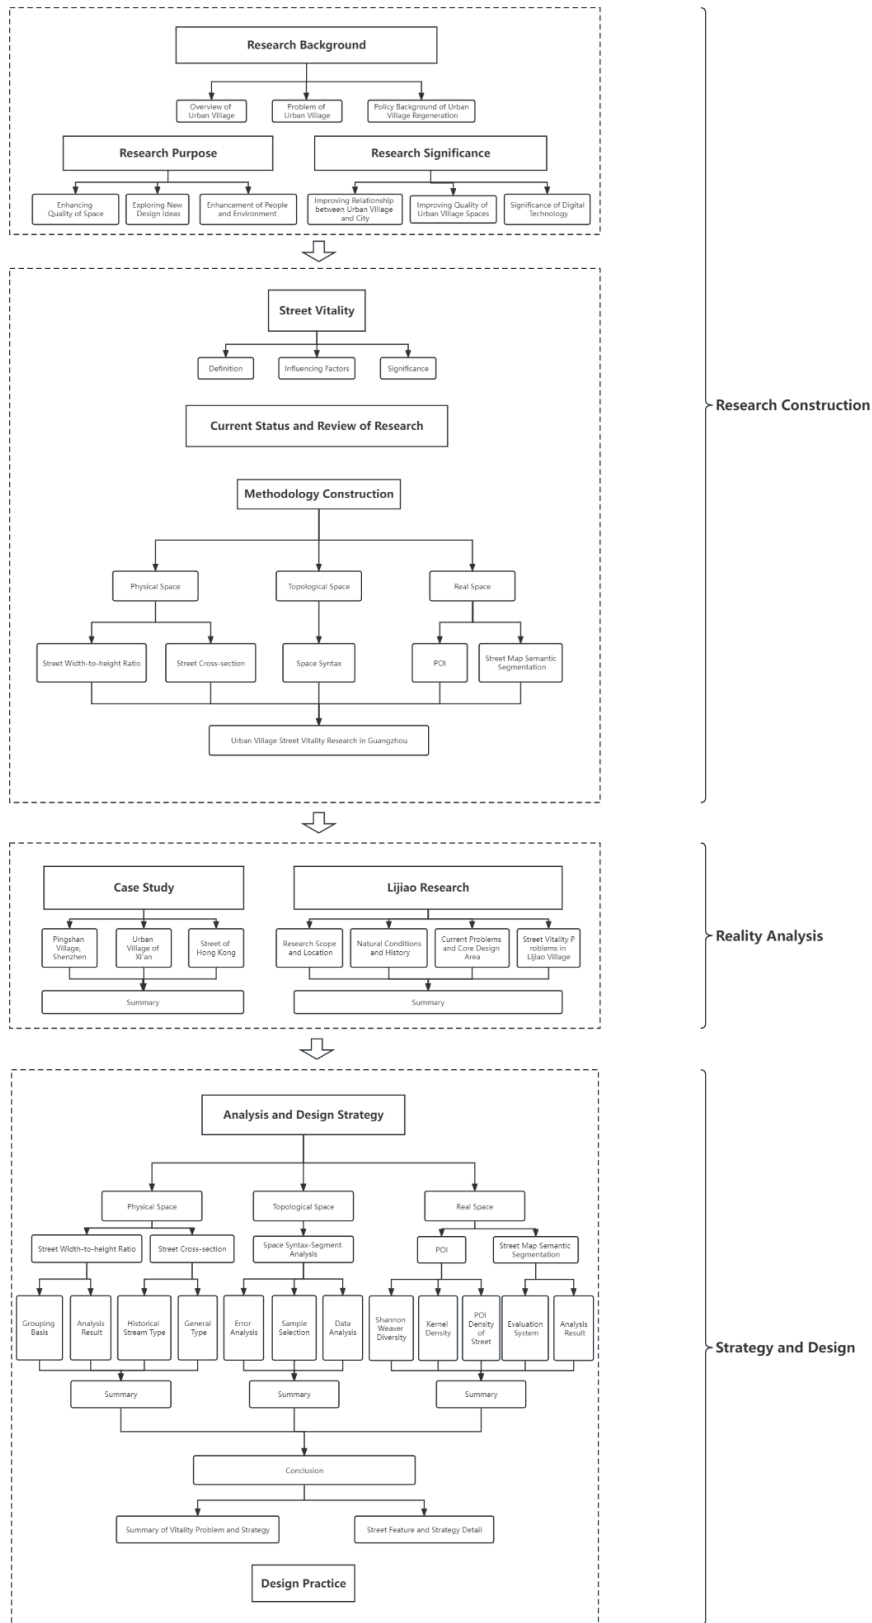 Research Background
Overview of
Urban Village
Problem of
Urban Village
Policy Background of Urban
Village Regeneration
Research Purpose
Research Significance
Enhancing
Quality of Space
Exploring New
Design Ideas
Enhancement of People
and Environment
Improving Relationship
between Urban Village
and City
Improving Quality of
Urban Village Spaces
Significance of Digital
Technology
Street Vitality
Definition
Influencing Factors
Significance
Current Status and Review of Research
Research Construction
Methodology Construction
Physical Space
Topological Space
Real Space
Street Width-to-height Ratio
Street Cross-section
Space Syntax
POI
Street Map Semantic
Segmentation
Urban Village Street Vitality Research in Guangzhou
Case Study
Lijiao Research
Pingshan
Village,
Shenzhen
Urban
Village of
Xi'an
Street of
Hong Kong
Research Scope
and Location
Natural Conditions
and History
Current Problems
and Core Design
Area
Street Vitality P
roblems in
Lijiao Village
Reality Analysis
Summary
Summary
Analysis and Design Strategy
Physical Space
Topological Space
Real Space
Street Width-to-height Ratio
Street Cross-section
Space Syntax-Segment
Analysis
POI
Street Map Semantic
Segmentation
Grouping
Basis
Analysis
Result
Historical
Stream Type
General
Type
Error
Analysis
Sample
Selection
Data
Analysis
Shannon
Weaver
Diversity
Kernel
Density
POI
Density
of
Street
Evaluation
System
Analysis
Result
Strategy and Design
Summary
Summary
Summary
Conclusion
Summary of Vitality Problem and Strategy
Street Feature and Strategy Detail
Design Practice